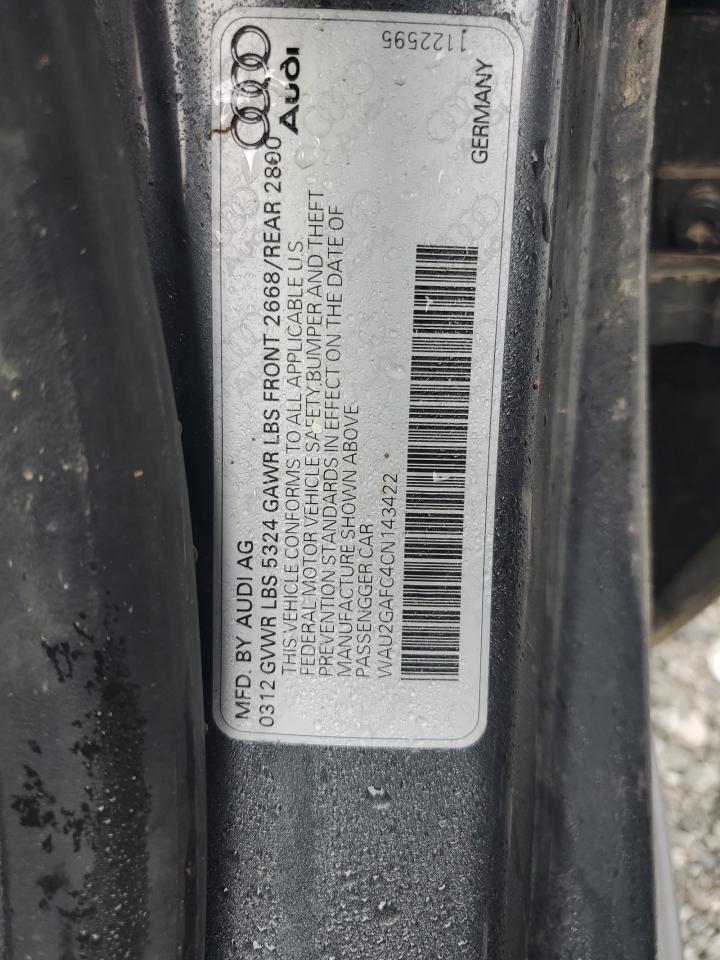 1122595
Audi
GERMANY
MFD. BY AUDI AG
0312 GVWR LBS 5324 GAWR LBS FRONT 2668/REAR 2800
THIS VEHICLE CONFORMS TO ALL APPLICABLE U.S.
FEDERAL MOTOR VEHICLE SAFETY, BUMPER AND THEFT
PREVENTION STANDARDS IN EFFECT ON THE DATE OF
MANUFACTURE SHOWN ABOVE
PASSENGGER CAR
WAU2GAFC4CN143422